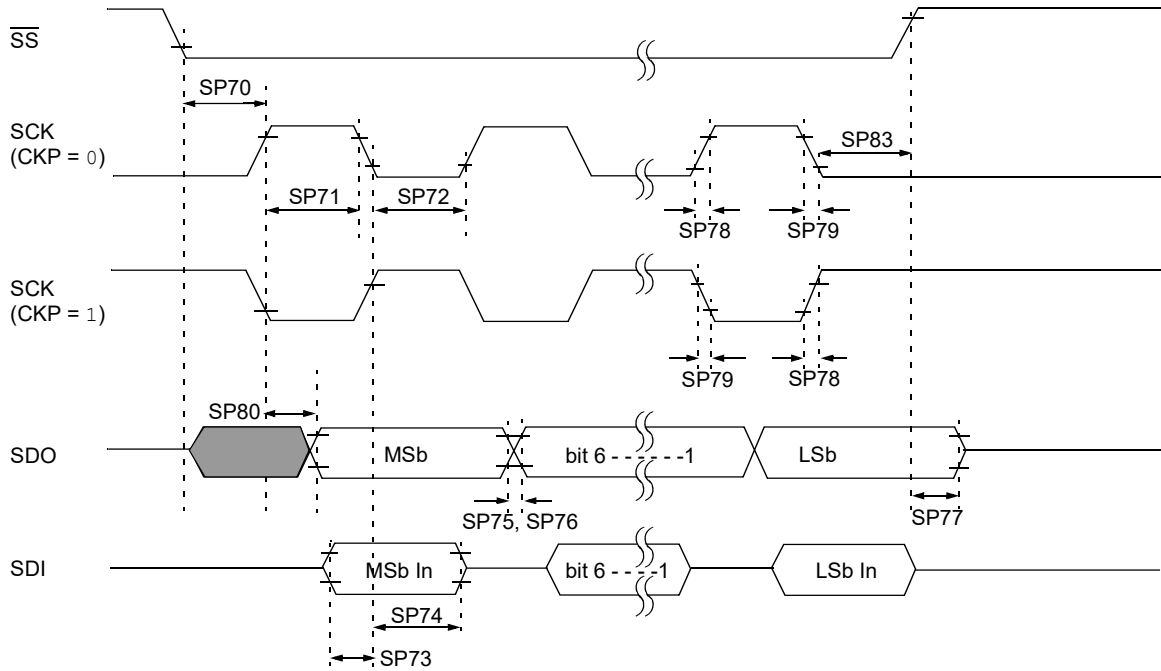 SS
SP70
SCK
(CKP = 0)
SP83
SP71
SP72
SP78
SP79
SCK
(CKP = 1)
SP79
SP78
SP80
SDO
MSb
bit 6 - - - - - -1
LSb
SP75, SP76
SP77
SDI
MSb In
bit 6 - - - - -1
LSb In
SP74
SP73